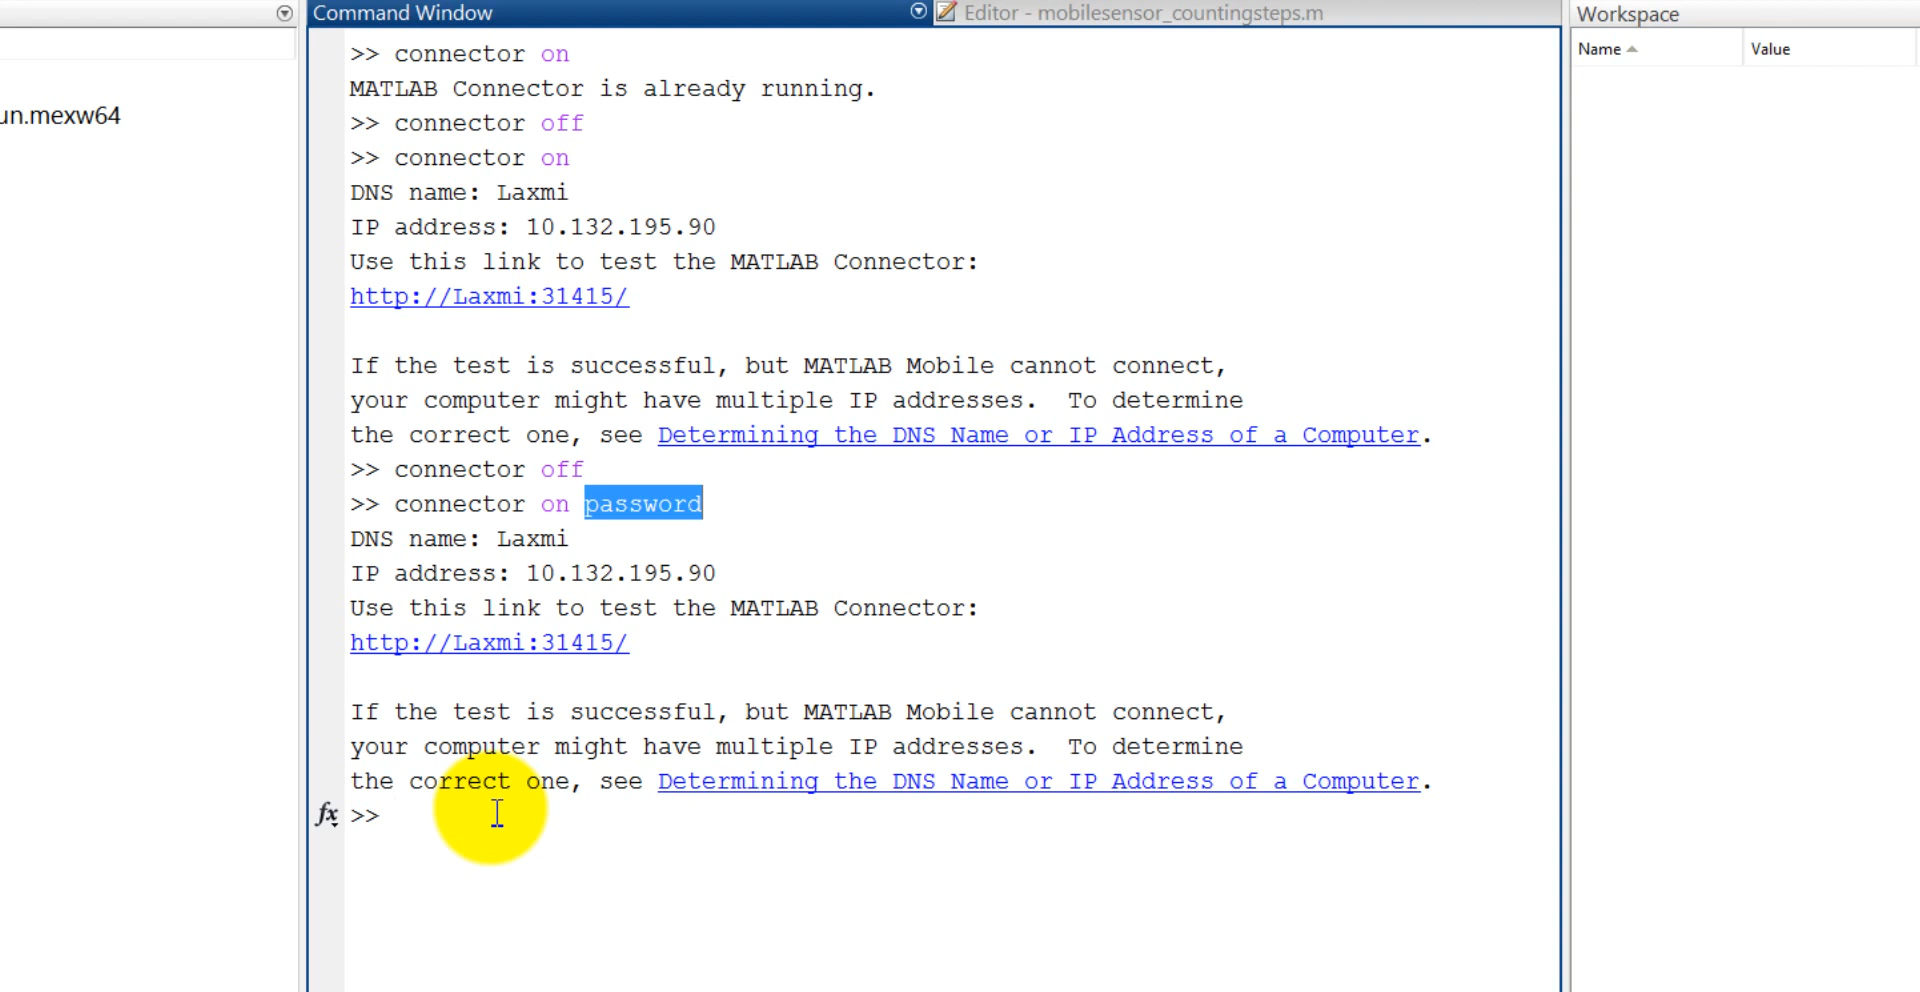 Command Window
Editor - mobilesensor_countingsteps.m
Workspace
Name
Value
un.mexw64
>> connector on
MATLAB Connector is already running.
>> connector off
>> connector on
DNS name: Laxmi
IP address: 10.132.195.90
Use this link to test the MATLAB Connector:
http://Laxmi:31415/
If the test is successful, but MATLAB Mobile cannot connect,
your computer might have multiple IP addresses.  To determine
the correct one, see Determining the DNS Name or IP Address of a Computer.
>> connector off
>> connector on password
DNS name: Laxmi
IP address: 10.132.195.90
Use this link to test the MATLAB Connector:
http://Laxmi:31415/
If the test is successful, but MATLAB Mobile cannot connect,
your computer might have multiple IP addresses.  To determine
the correct one, see Determining the DNS Name or IP Address of a Computer.
fx >>